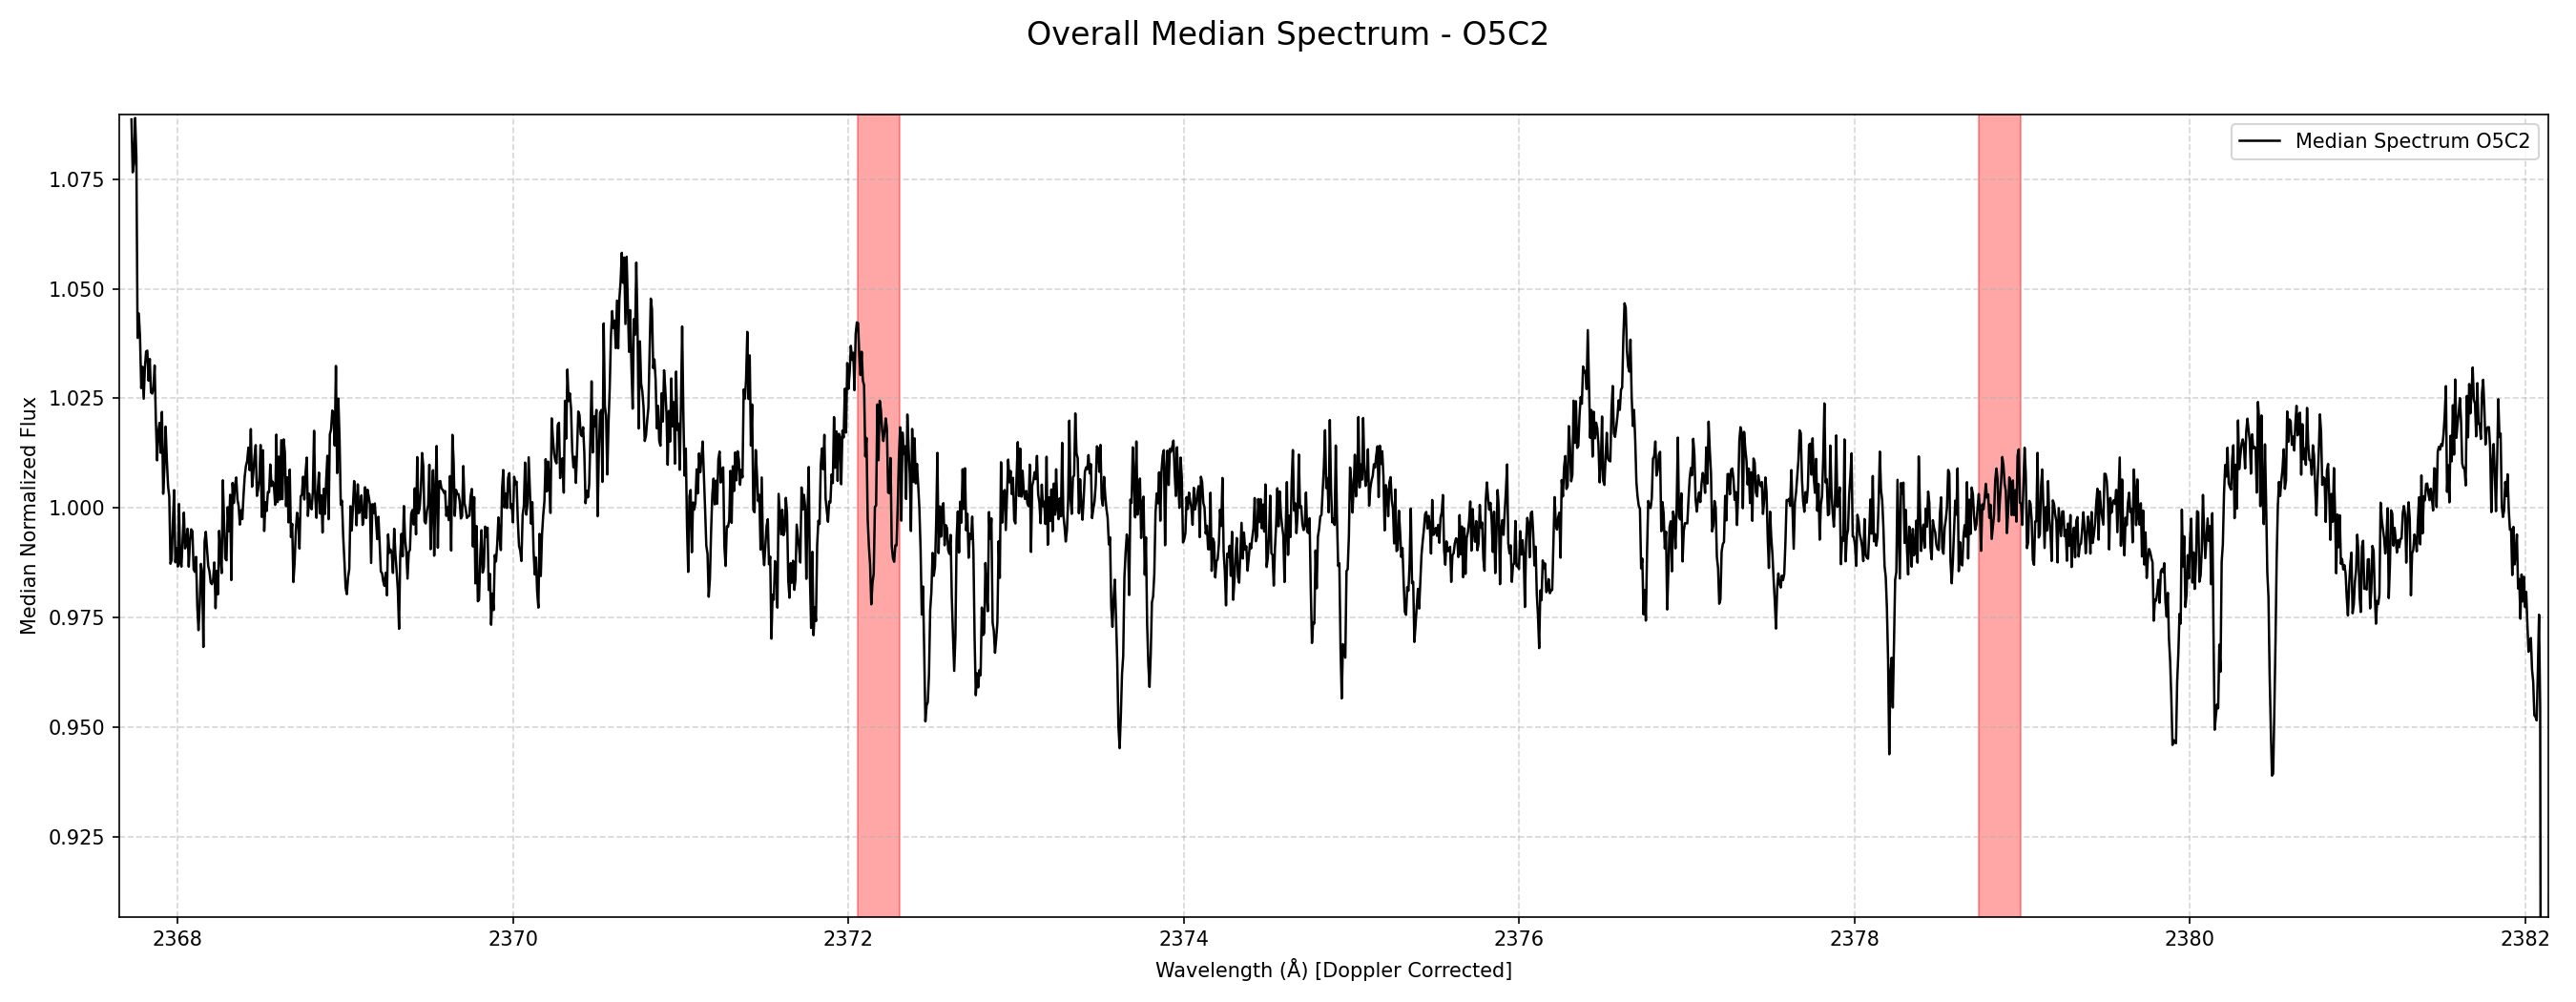 Overall Median Spectrum - O5C2
Median Spectrum O5C2
Median Normalized Flux
1.075
1.050
1.025
1.000
0.975
0.950
0.925
2368 2370 2372 2374 2376 2378 2380 2382
Wavelength (Å) [Doppler Corrected]